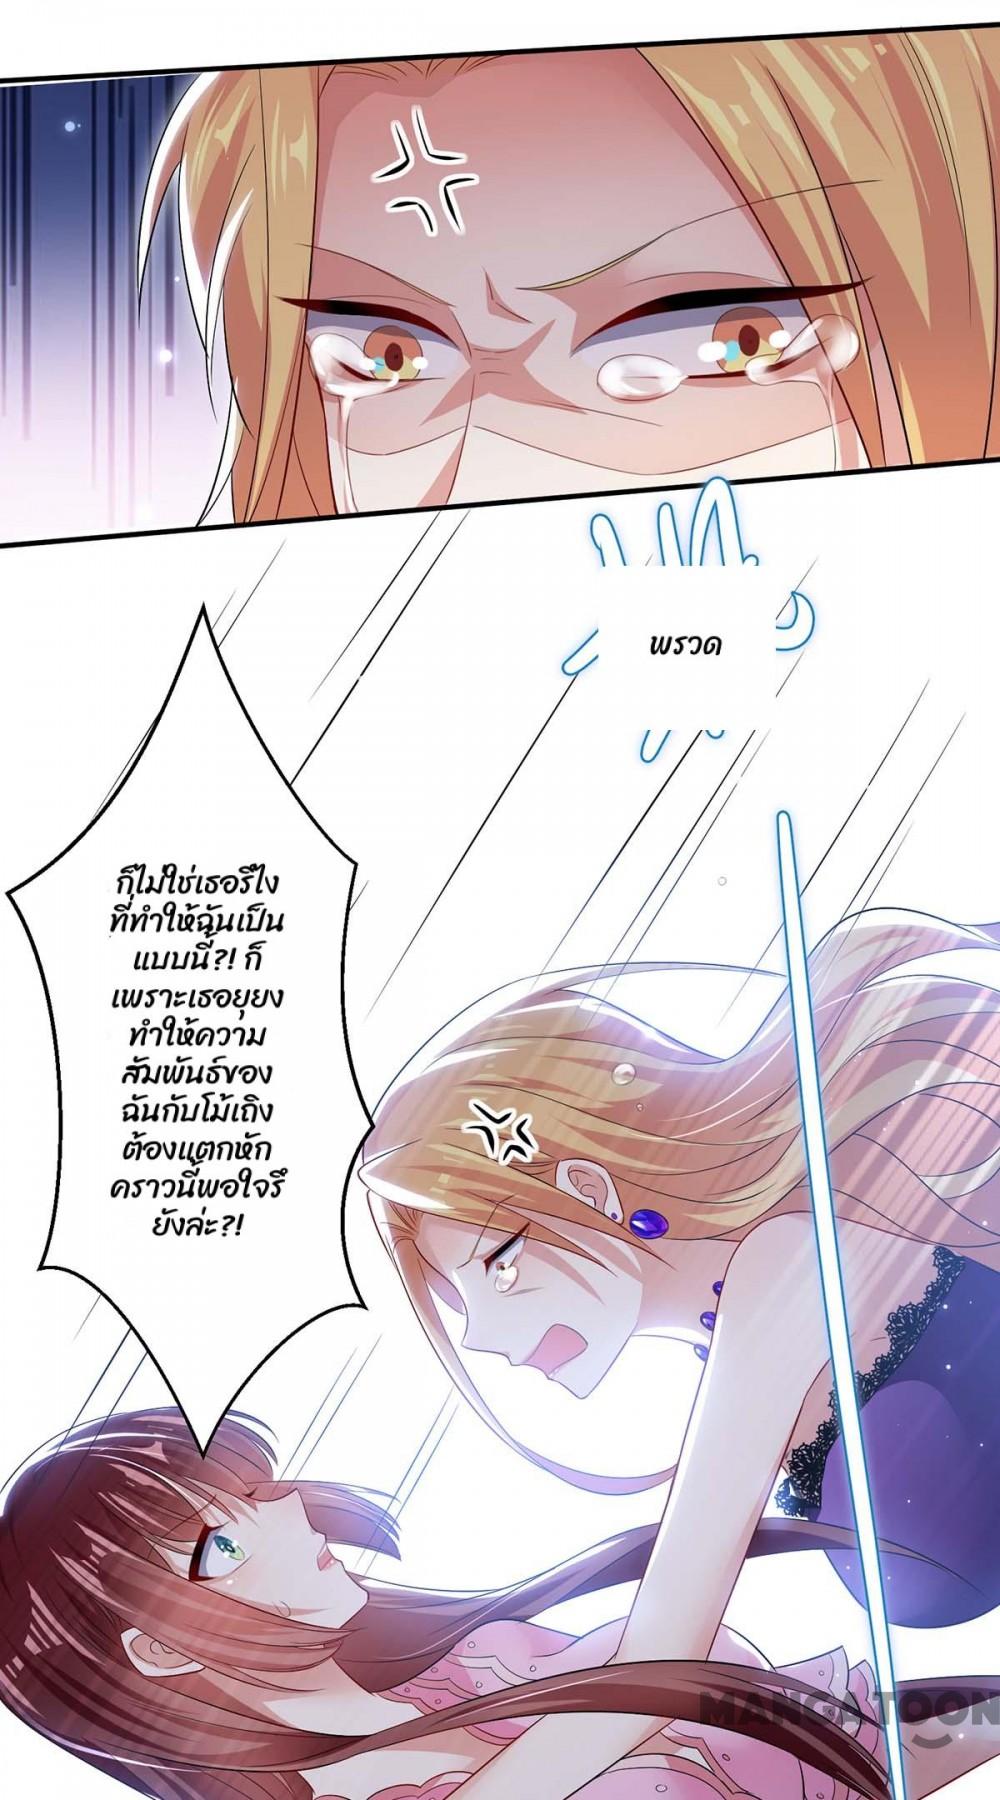 พรวด
ก็ไม่ใช่เธอรึไง
ที่ทำให้ฉันเป็น
แบบนี้?! ก็
เพราะเธอยุยง
ทำให้ความ
สัมพันธ์ของ
ฉันกับโม้เถิง
ต้องแตกหัก
คราวนี้พอใจรึ
ยังล่ะ?!
MANGATOON